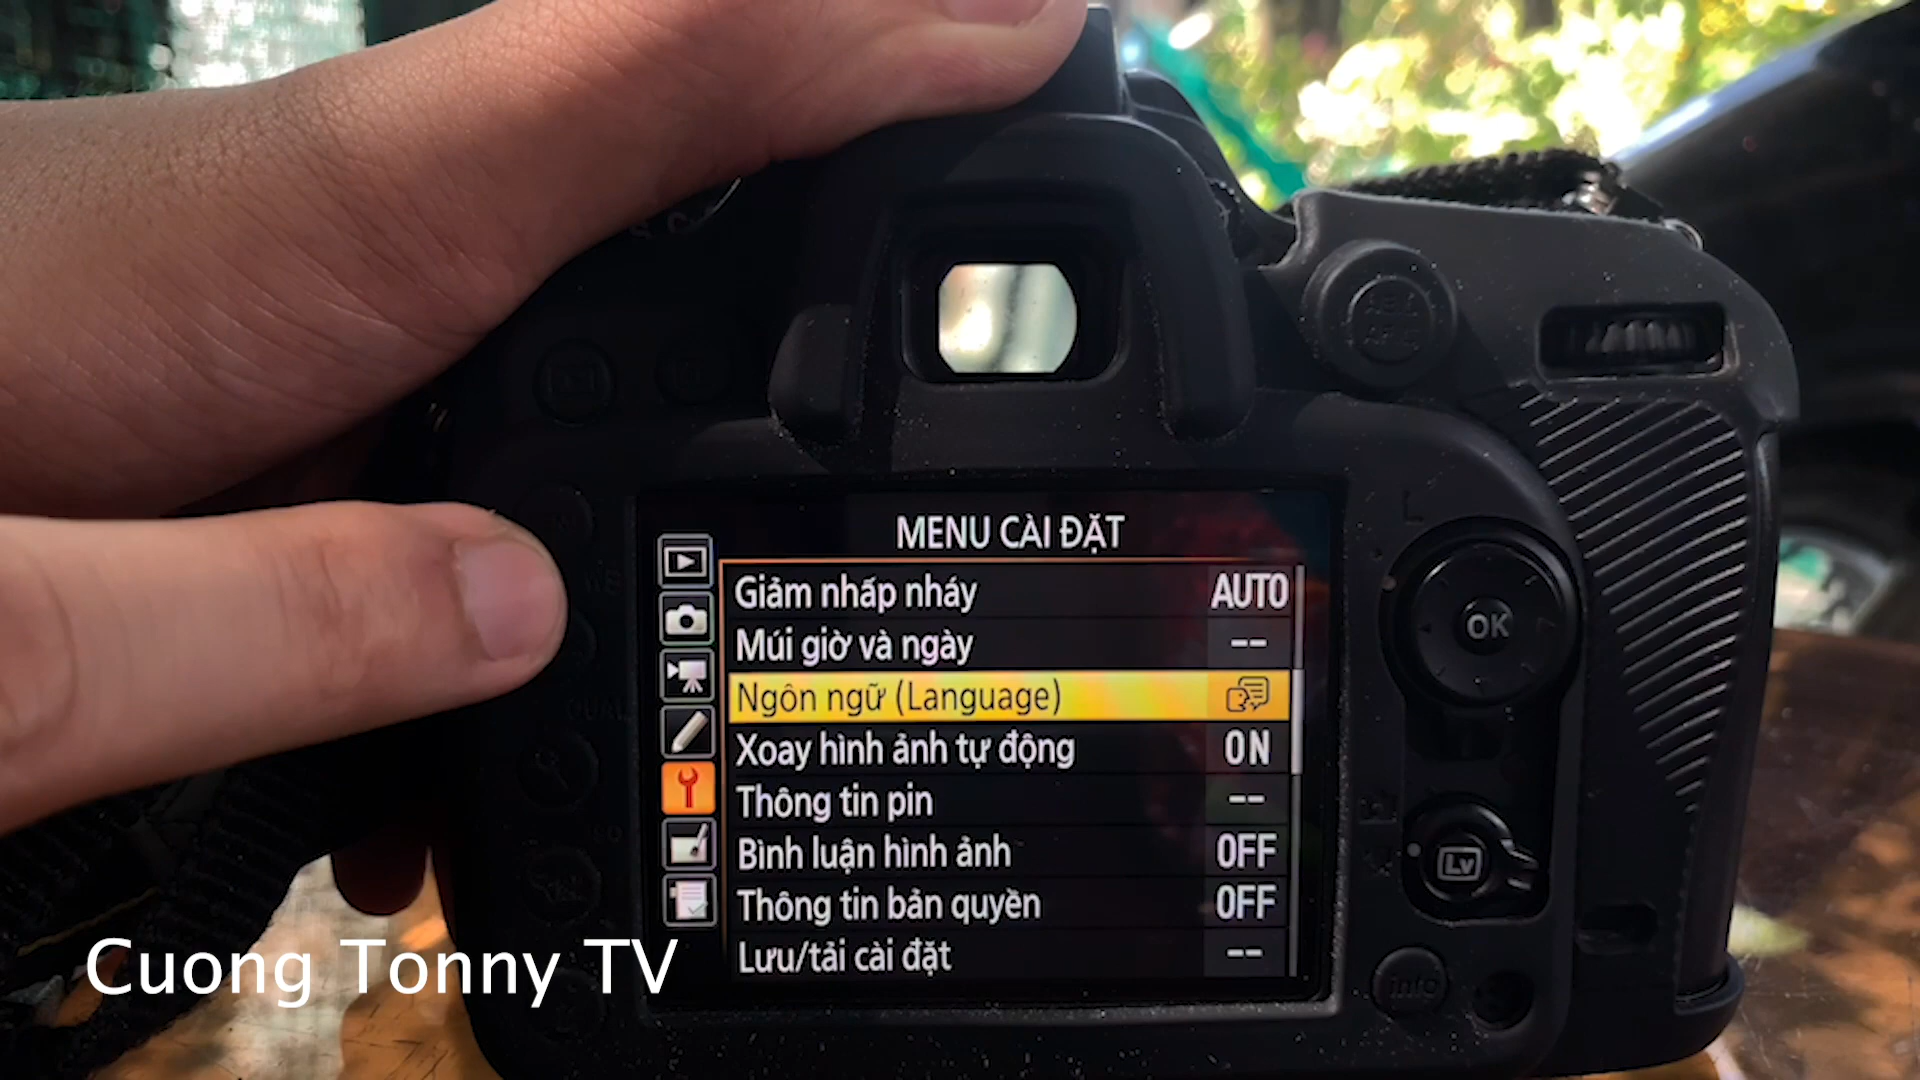 MENU CÀI ĐẶT
Giảm nhấp nháy AUTO
Múi giờ và ngày --
Ngôn ngữ (Language)
Xoay hình ảnh tự động ON
Thông tin pin --
Bình luận hình ảnh OFF
Thông tin bản quyền OFF
Lưu/tải cài đặt --
OK
Lv
info
L
Cuong Tonny TV